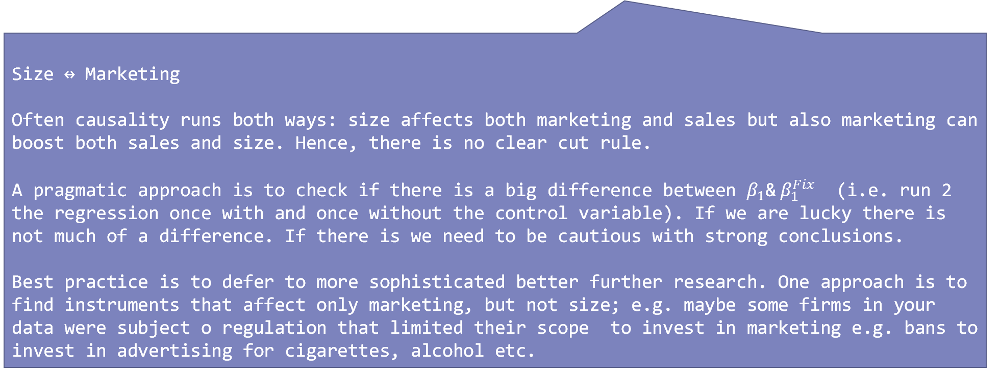 Size ⇔ Marketing
Often causality runs both ways: size affects both marketing and sales but also marketing can
boost both sales and size. Hence, there is no clear cut rule.
A pragmatic approach is to check if there is a big difference between β₁&β₁^Fix (i.e. run 2
the regression once with and once without the control variable). If we are lucky there is
not much of a difference. If there is we need to be cautious with strong conclusions.
Best practice is to defer to more sophisticated better further research. One approach is to
find instruments that affect only marketing, but not size; e.g. maybe some firms in your
data were subject o regulation that limited their scope  to invest in marketing e.g. bans to
invest in advertising for cigarettes, alcohol etc.